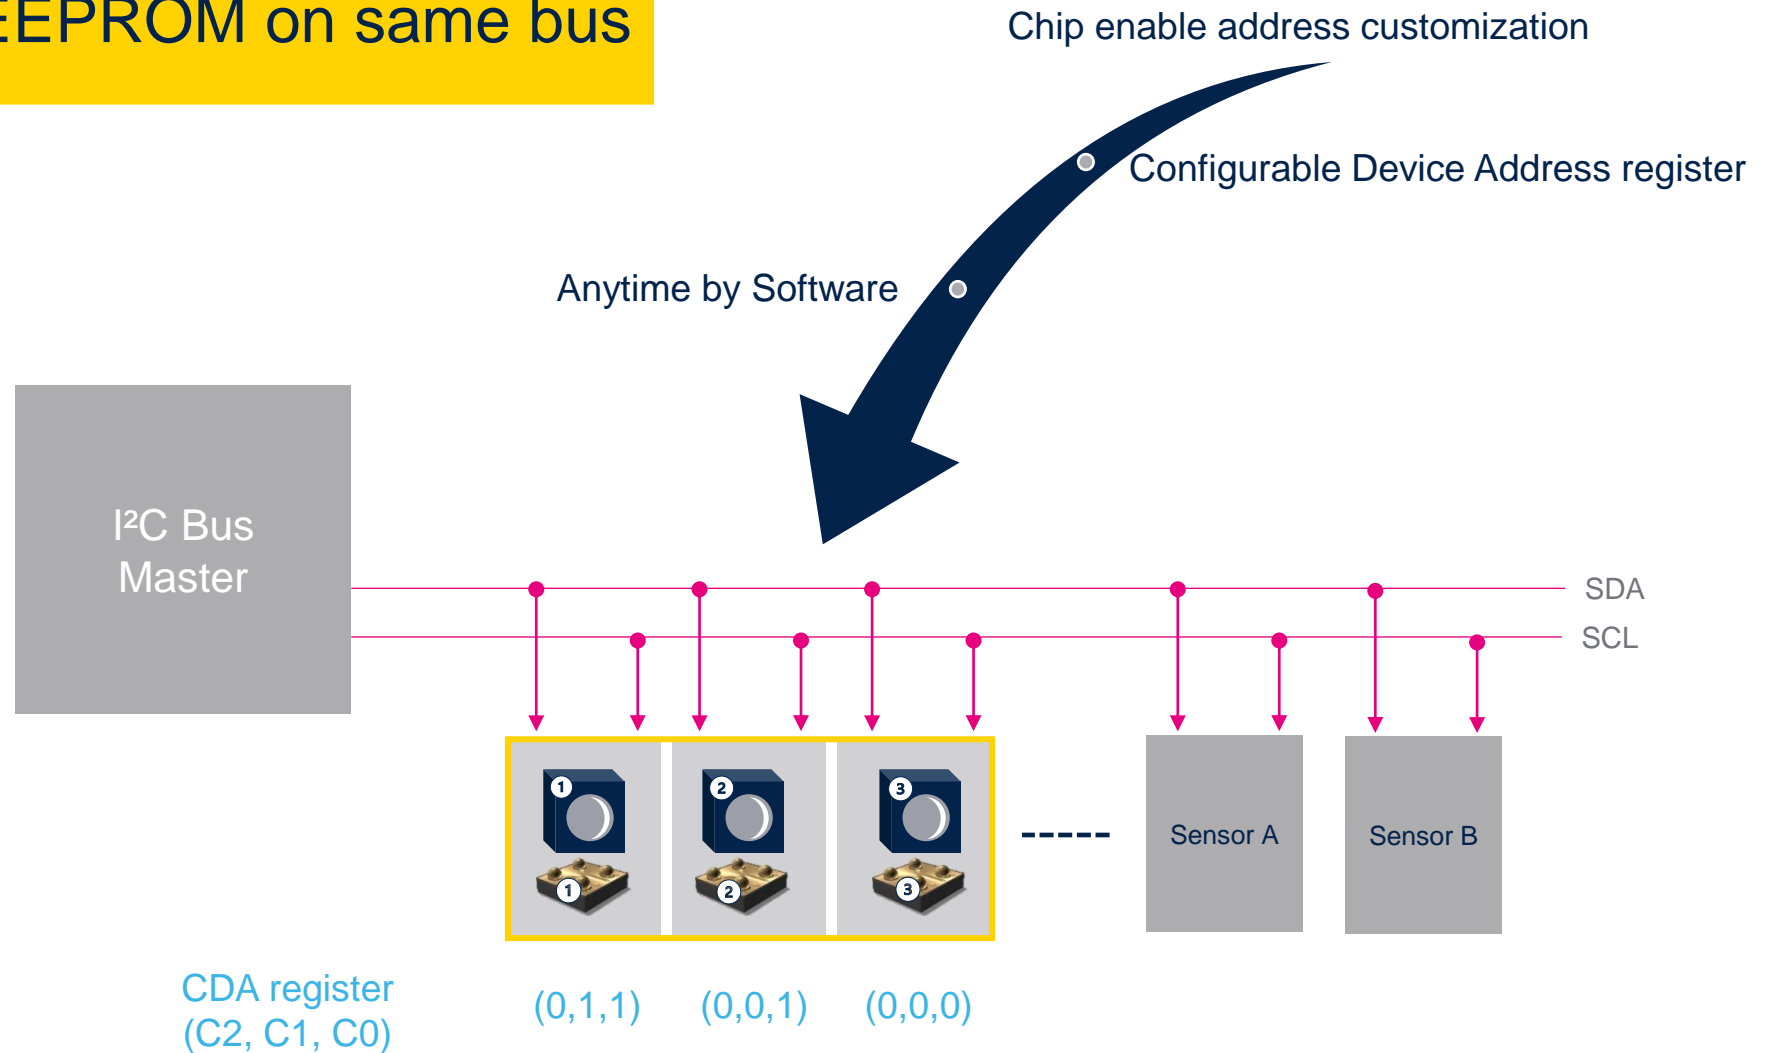 EEPROM on same bus
Chip enable address customization
Configurable Device Address register
Anytime by Software
I²C Bus
Master
SDA
SCL
1
2
3
1
2
3
Sensor A
Sensor B
CDA register
(C2, C1, C0)
(0,1,1)
(0,0,1)
(0,0,0)